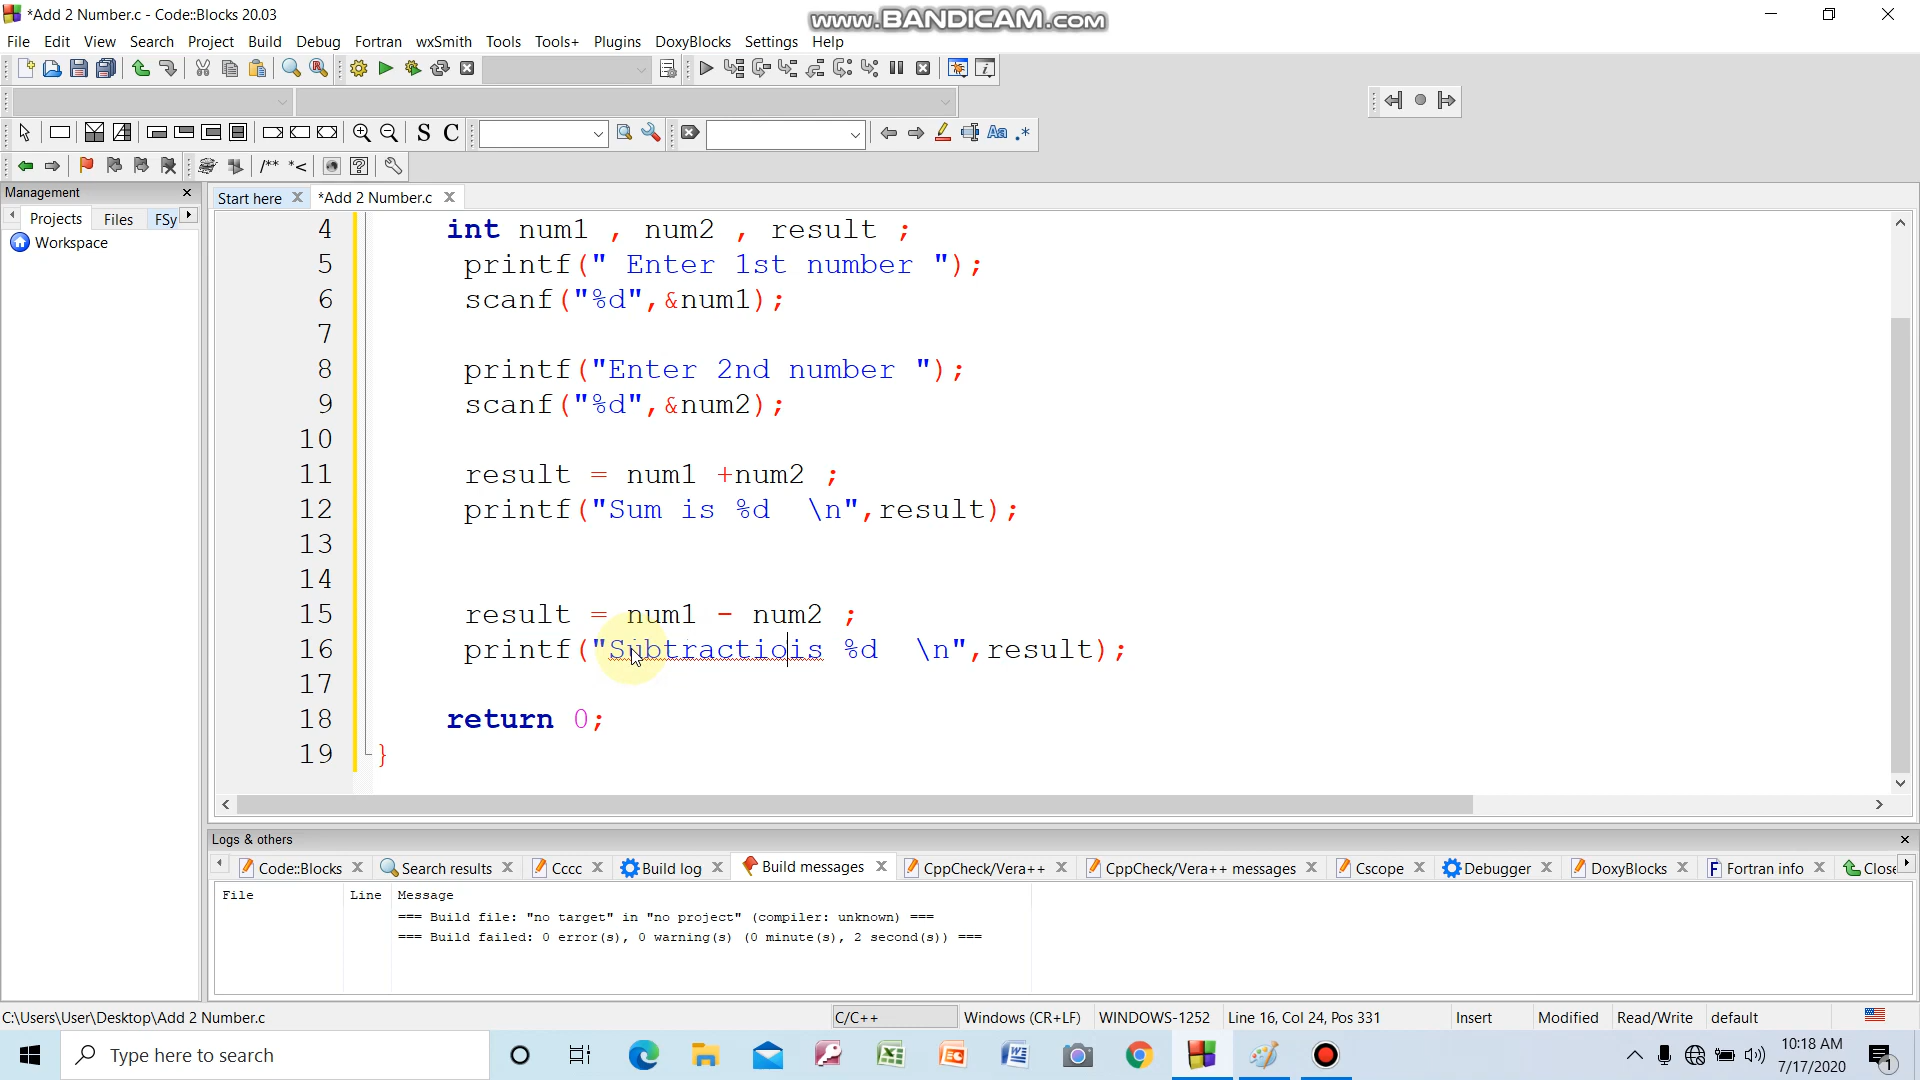 *Add 2 Number.c - Code::Blocks 20.03
www.BANDICAM.com
File Edit View Search Project Build Debug Fortran wxSmith Tools Tools+ Plugins DoxyBlocks Settings Help
S C Aa .*
/** *<
Management
Start here *Add 2 Number.c
Projects Files FSy
Workspace
4 int num1 , num2 , result ;
5 printf(" Enter 1st number ");
6 scanf("%d",&num1);
7
8 printf("Enter 2nd number ");
9 scanf("%d",&num2);
10
11 result = num1 +num2 ;
12 printf("Sum is %d  \n",result);
13
14
15 result = num1 - num2 ;
16 printf("Subtractiois %d  \n",result);
17
18 return 0;
19 }
Logs & others
Code::Blocks Search results Cccc Build log Build messages CppCheck/Vera++ CppCheck/Vera++ messages Cscope Debugger DoxyBlocks Fortran info Close
File Line Message
=== Build file: "no target" in "no project" (compiler: unknown) ===
=== Build failed: 0 error(s), 0 warning(s) (0 minute(s), 2 second(s)) ===
C:\Users\User\Desktop\Add 2 Number.c C/C++ Windows (CR+LF) WINDOWS-1252 Line 16, Col 24, Pos 331 Insert Modified Read/Write default
Type here to search
10:18 AM
7/17/2020
1